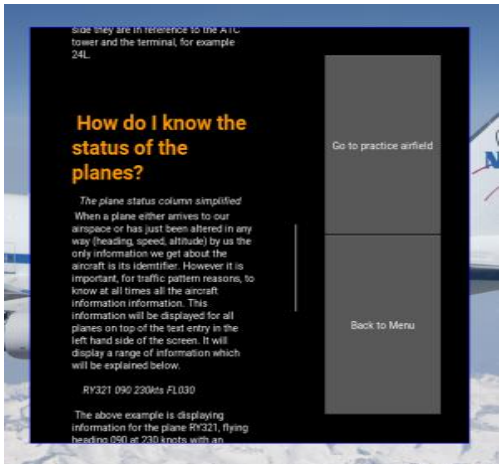 side they are in reference to the ATC
tower and the terminal, for example
24L.
How do I know the
status of the
planes?
The plane status column simplified
When a plane either arrives to our
airspace or has just been altered in any
way (heading, speed, altitude) by us the
only information we get about the
aircraft is its identifier. However it is
important, for traffic pattern reasons, to
know at all times all the aircraft
information information. This
information will be displayed for all
planes on top of the text entry in the
left hand side of the screen. It will
display a range of information which
will be explained below.
RY321 090 230kts FL030
The above example is displaying
information for the plane RY321, flying
heading 090 at 230 knots with an
Go to practice airfield
Back to Menu